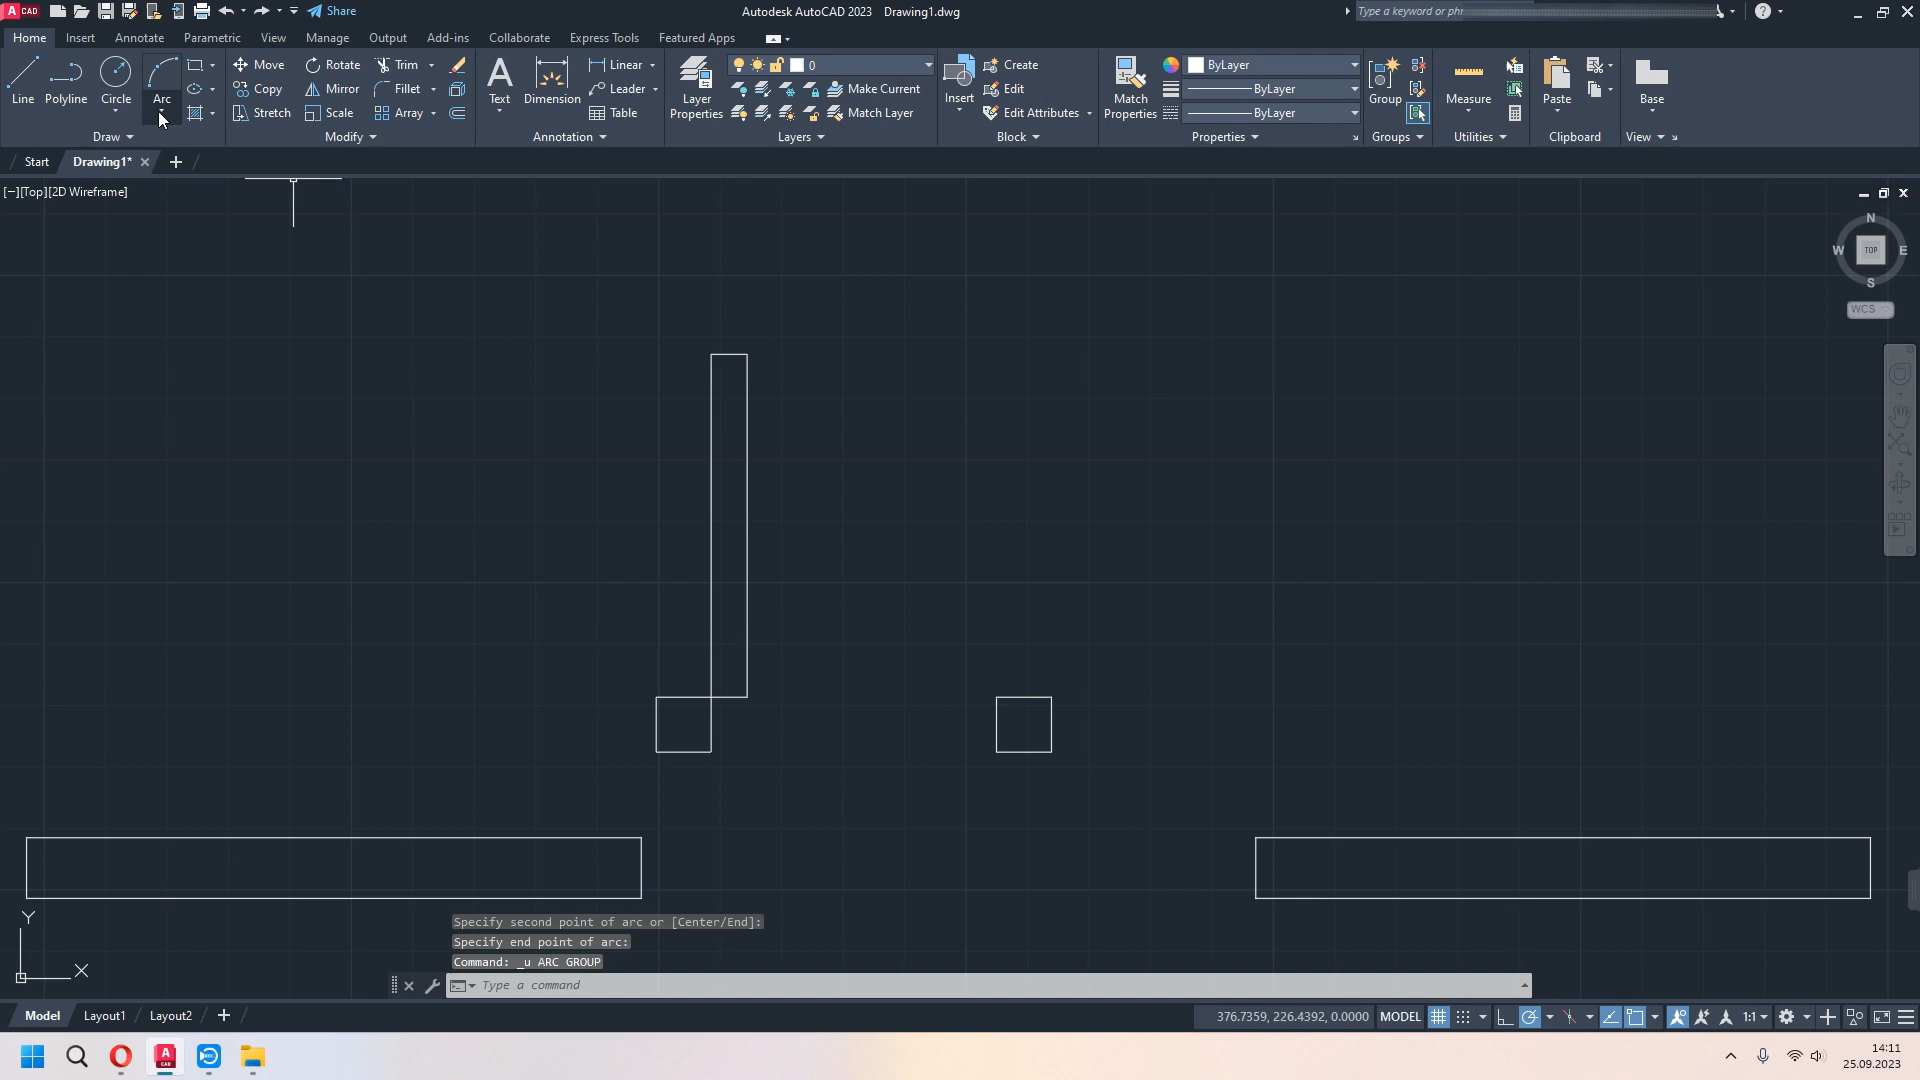 A CAD Share Autodesk AutoCAD 2023 Drawing1.dwg Type a keyword or phr
Home Insert Annotate Parametric View Manage Output Add-ins Collaborate Express Tools Featured Apps
Line Polyline Circle Arc
Move Rotate Trim
Copy Mirror Fillet
Stretch Scale Array
Text Dimension
Linear
Leader
Table
Layer Properties
0
Make Current
Match Layer
Insert
Create
Edit
Edit Attributes
Match Properties
ByLayer
ByLayer
ByLayer
Group
Measure
Paste
Base
Draw Modify Annotation Layers Block Properties Groups Utilities Clipboard View
Start Drawing1*
[−][Top][2D Wireframe]
N
W TOP E
S
WCS
Specify second point of arc or [Center/End]:
Specify end point of arc:
Command: _u ARC GROUP
Type a command
Y
X
Model Layout1 Layout2 376.7359, 226.4392, 0.0000 MODEL 1:1
A CAD
14:11
25.09.2023